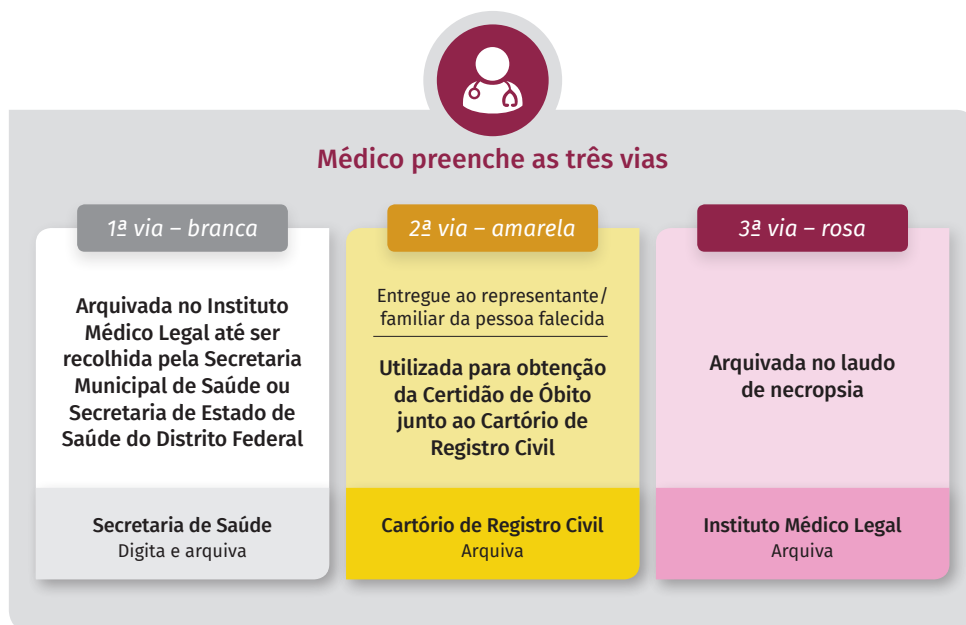 Médico preenche as três vias
1ª via – branca
Arquivada no Instituto
Médico Legal até ser
recolhida pela Secretaria
Municipal de Saúde ou
Secretaria de Estado de
Saúde do Distrito Federal
Secretaria de Saúde
Digita e arquiva
2ª via – amarela
Entregue ao representante/
familiar da pessoa falecida
Utilizada para obtenção
da Certidão de Óbito
junto ao Cartório de
Registro Civil
Cartório de Registro Civil
Arquiva
3ª via – rosa
Arquivada no laudo
de necropsia
Instituto Médico Legal
Arquiva